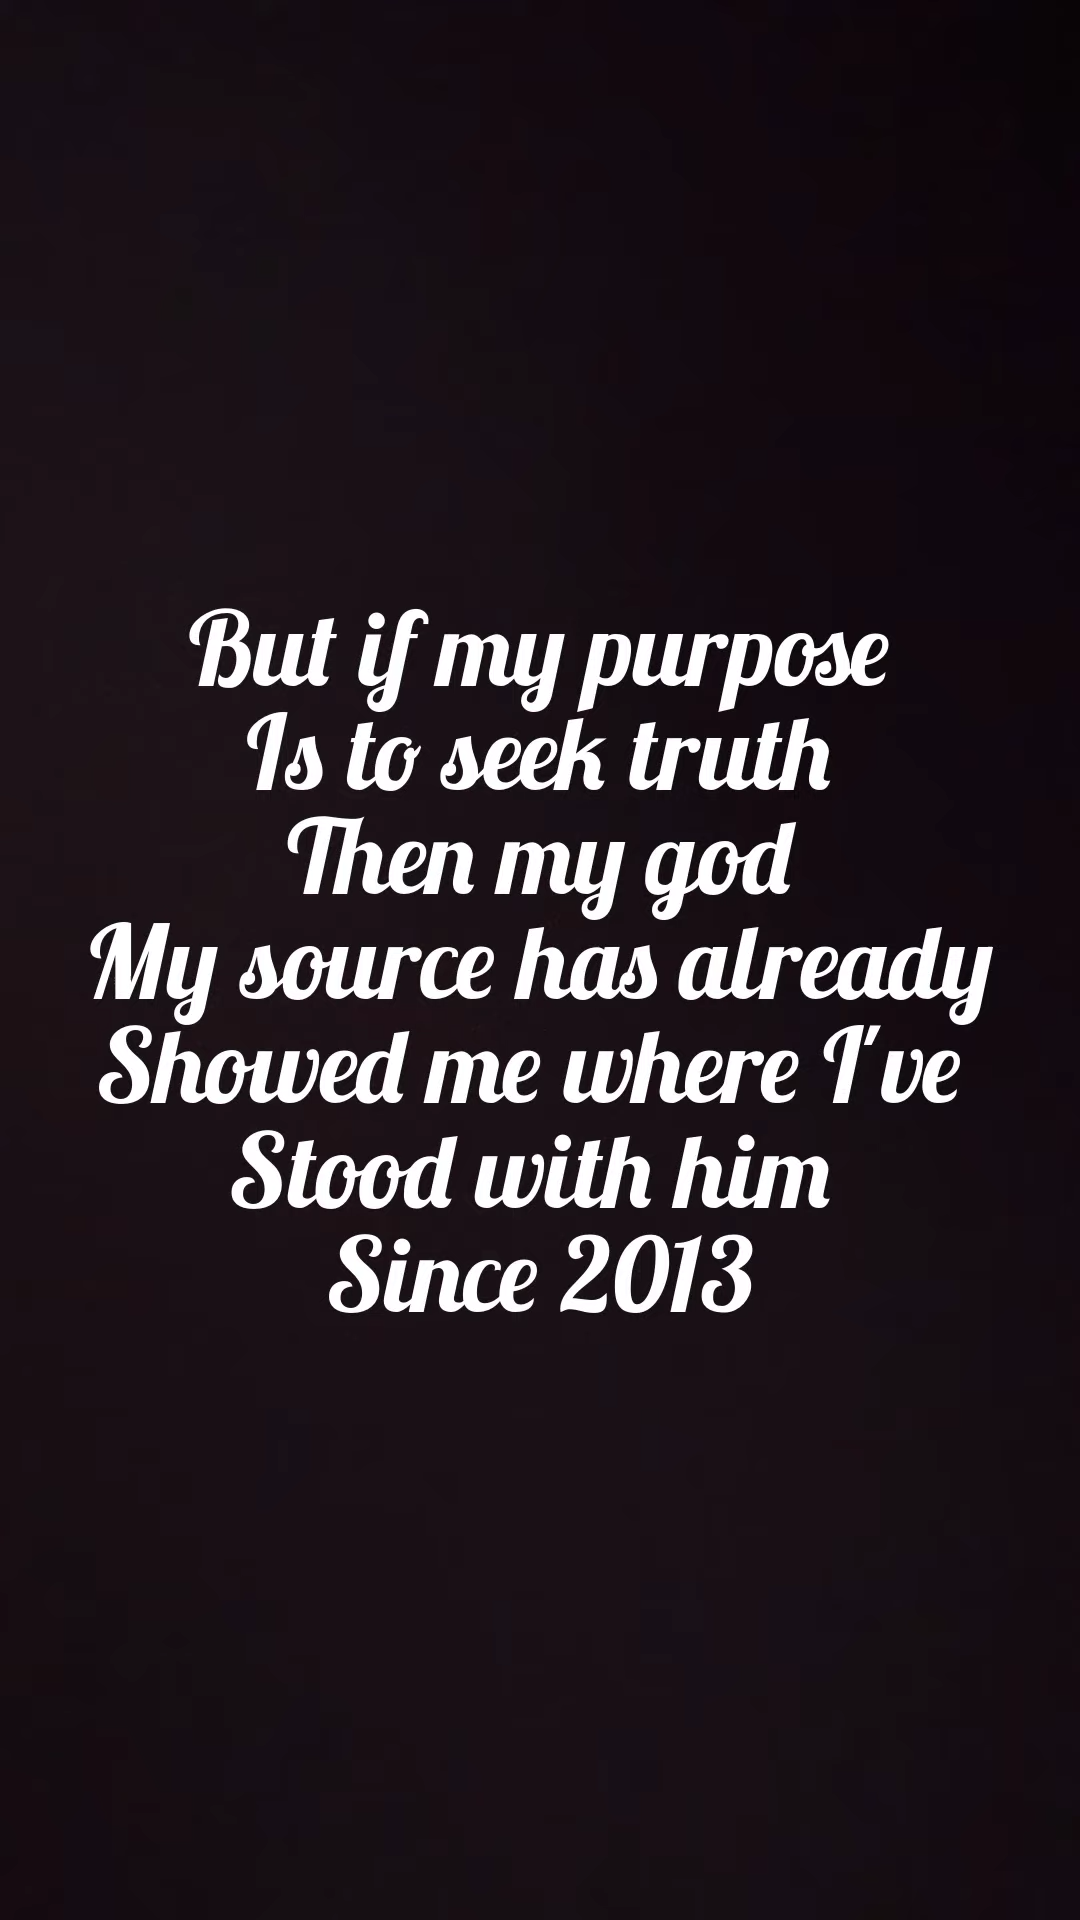 But if my purpose
Is to seek truth
Then my god
My source has already
Showed me where I've
Stood with him
Since 2013